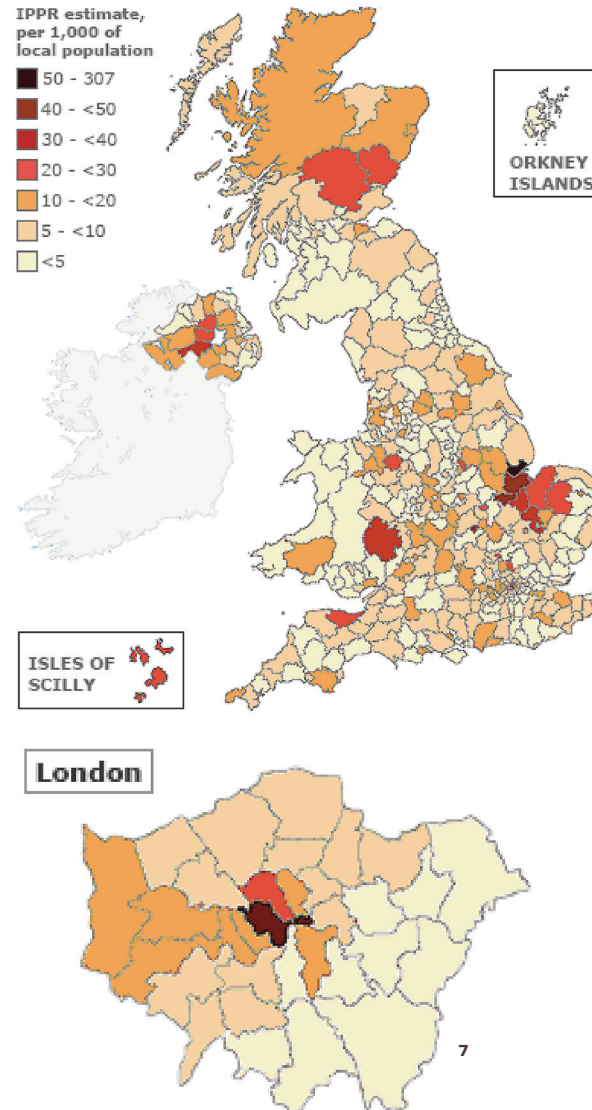 IPPR estimate,
per 1,000 of
local population
50 - 307
40 - <50
30 - <40
20 - <30
10 - <20
5 - <10
<5
ORKNEY
ISLANDS
ISLES OF
SCILLY
London
7